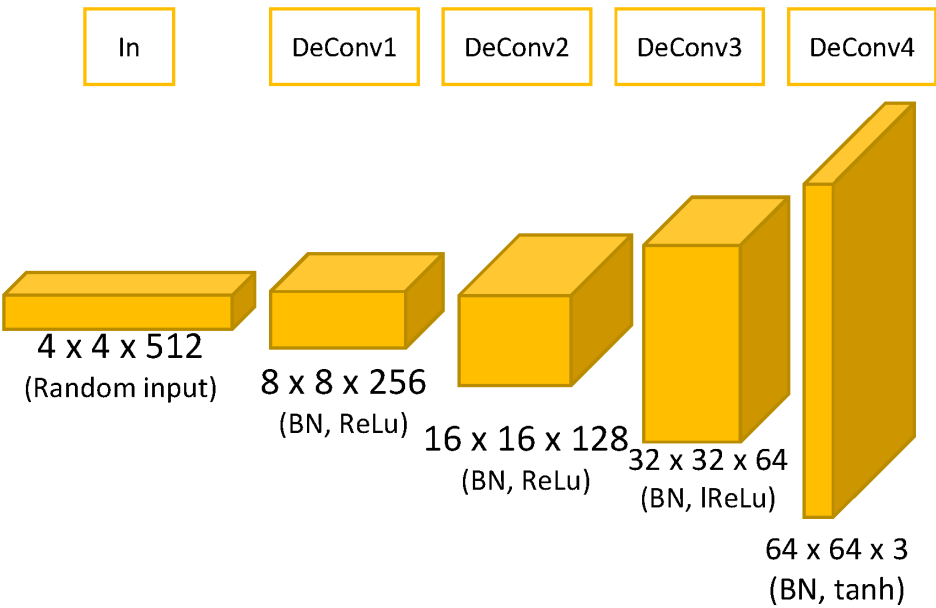 In
DeConv1
DeConv2
DeConv3
DeConv4
4 x 4 x 512
(Random input)
8 x 8 x 256
(BN, ReLu)
16 x 16 x 128
(BN, ReLu)
32 x 32 x 64
(BN, lReLu)
64 x 64 x 3
(BN, tanh)